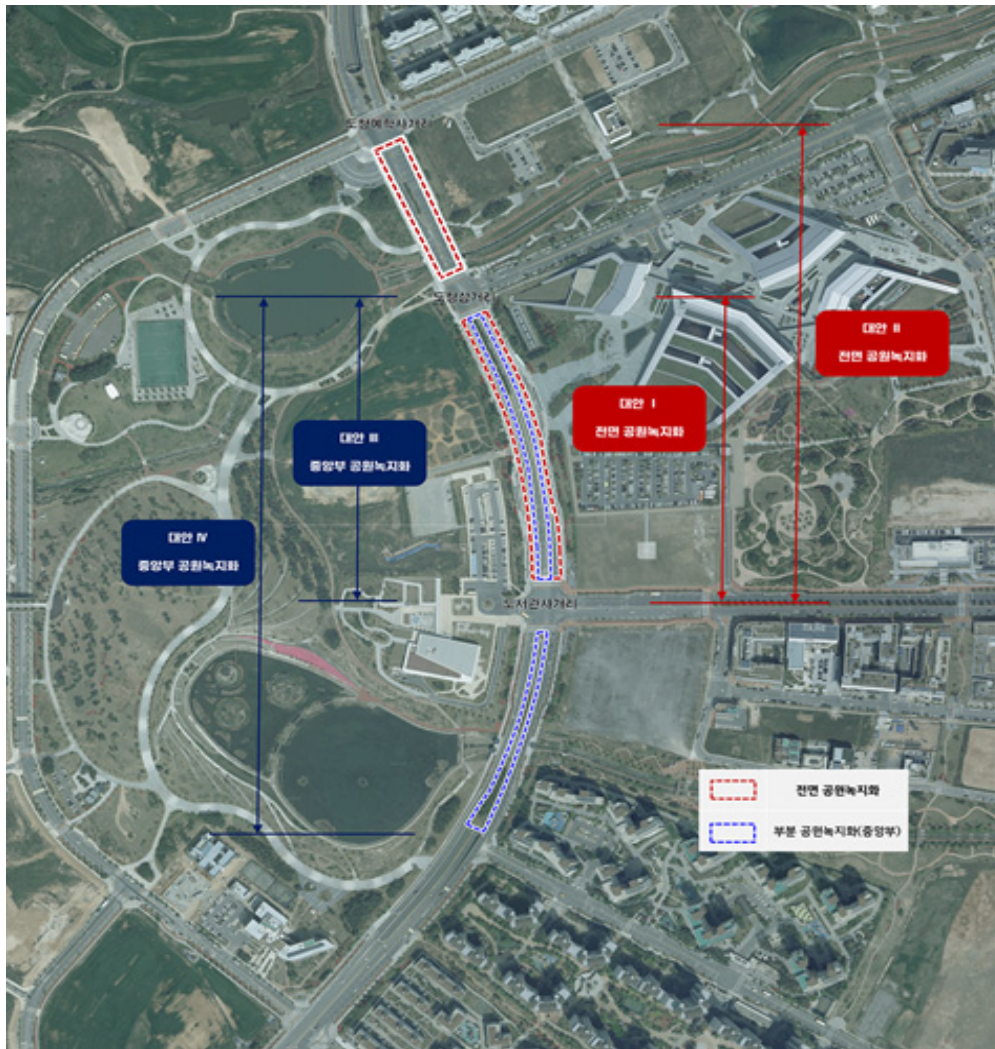 도청예학사거리
도청삼거리
대안 Ⅱ
전면 공원녹지화
대안 Ⅰ
전면 공원녹지화
대안 Ⅲ
중앙부 공원녹지화
대안 Ⅳ
중앙부 공원녹지화
도서관사거리
전면 공원녹지화
부분 공원녹지화(중앙부)